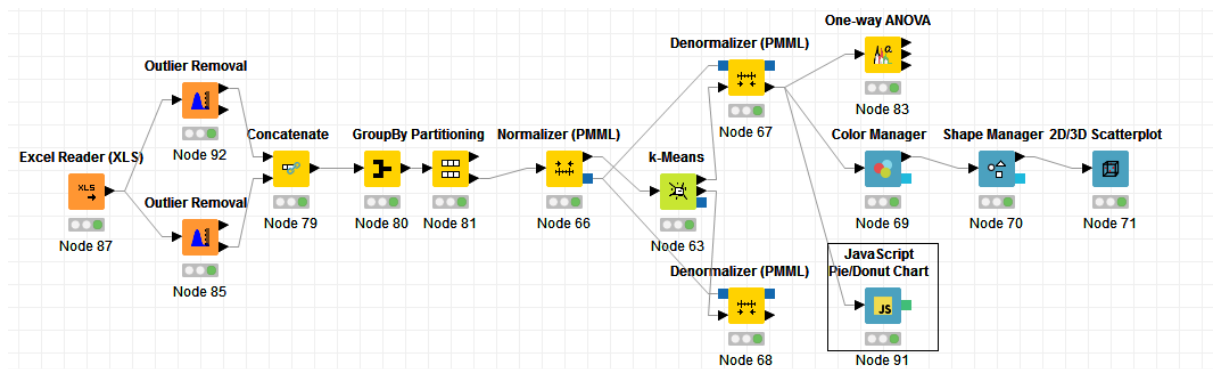 One-way ANOVA
Node 83
Denormalizer (PMML)
Node 67
Outlier Removal
Node 92
Concatenate
Node 79
GroupBy
Node 80
Partitioning
Node 81
Normalizer (PMML)
Node 66
k-Means
Node 63
Color Manager
Node 69
Shape Manager
Node 70
2D/3D Scatterplot
Node 71
Excel Reader (XLS)
XLS
Node 87
Outlier Removal
Node 85
Denormalizer (PMML)
Node 68
JavaScript
Pie/Donut Chart
JS
Node 91